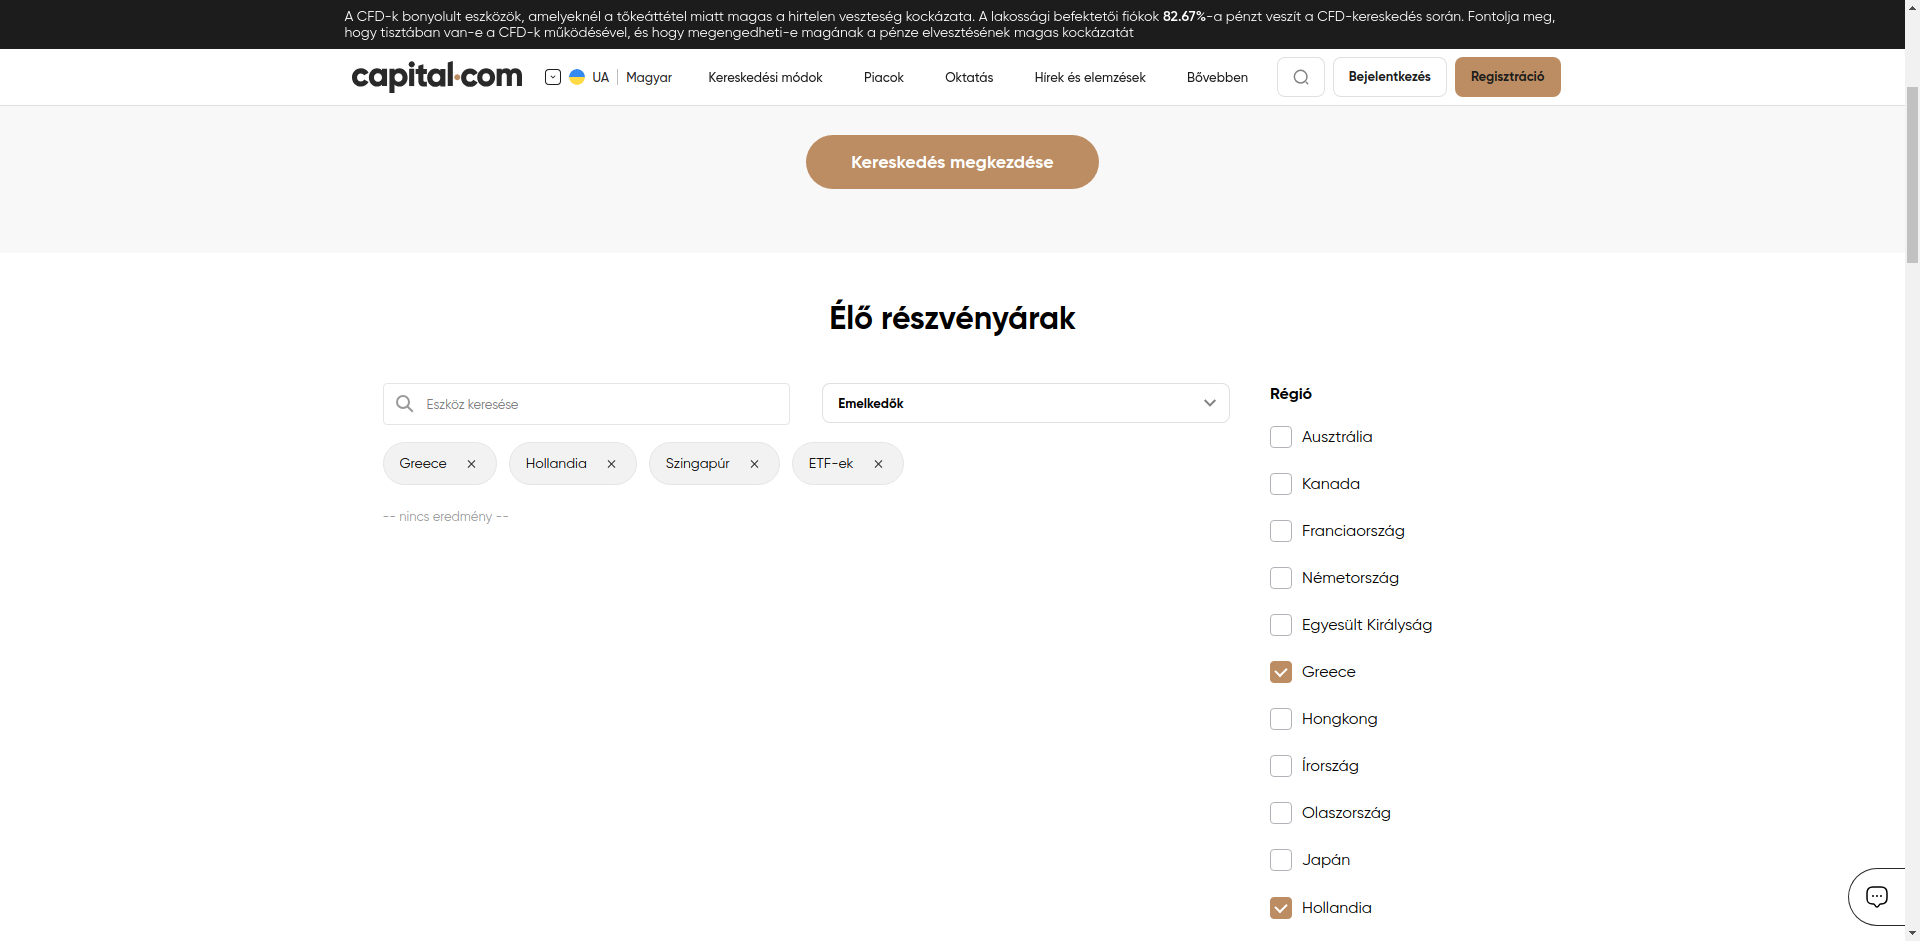 A CFD-k bonyolult eszközök, amelyeknél a tőkeáttétel miatt magas a hirtelen veszteség kockázata. A lakossági befektetői fiókok 82.67%-a pénzt veszít a CFD-kereskedés során. Fontolja meg,
hogy tisztában van-e a CFD-k működésével, és hogy megengedheti-e magának a pénze elvesztésének magas kockázatát
capital.com
UA
Magyar
Kereskedési módok
Piacok
Oktatás
Hírek és elemzések
Bővebben
Bejelentkezés
Regisztráció
Kereskedés megkezdése
Élő részvényárak
Eszköz keresése
Emelkedők
Greece
Hollandia
Szingapúr
ETF-ek
-- nincs eredmény --
Régió
Ausztrália
Kanada
Franciaország
Németország
Egyesült Királyság
Greece
Hongkong
Írország
Olaszország
Japán
Hollandia